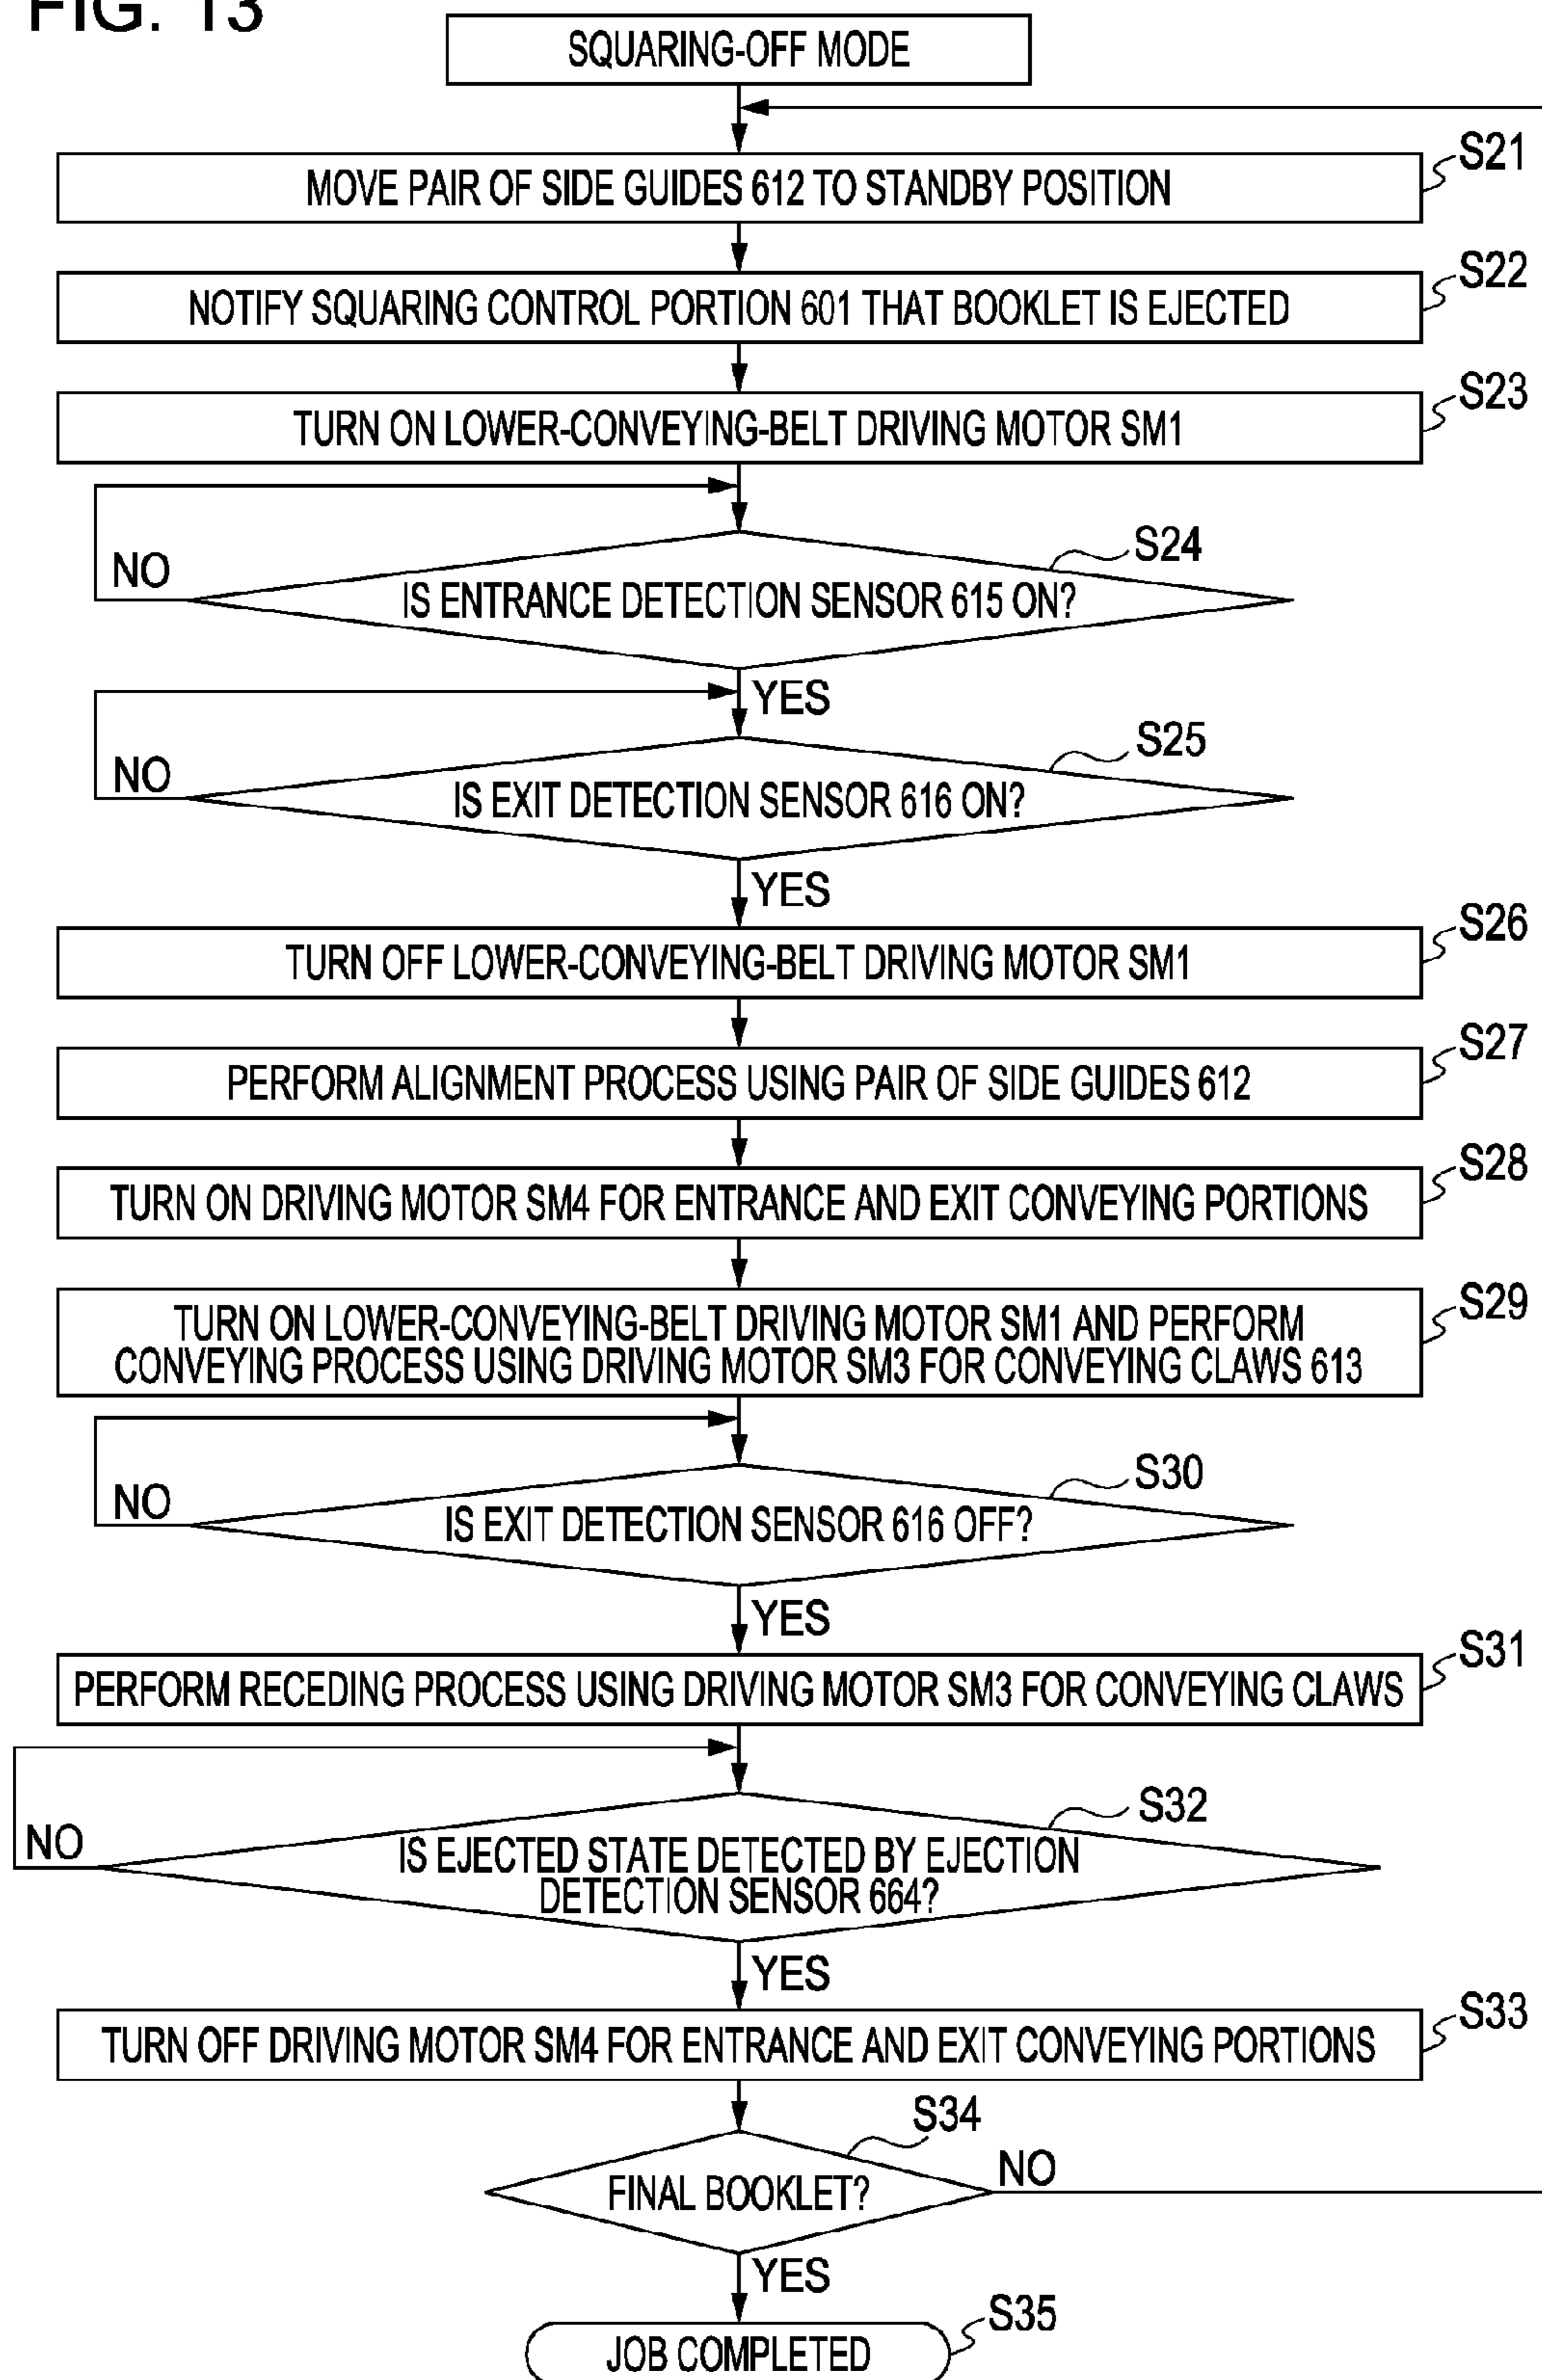 FIG. 13
SQUARING-OFF MODE
S21
MOVE PAIR OF SIDE GUIDES 612 TO STANDBY POSITION
S22
NOTIFY SQUARING CONTROL PORTION 601 THAT BOOKLET IS EJECTED
S23
TURN ON LOWER-CONVEYING-BELT DRIVING MOTOR SM1
S24
NO
IS ENTRANCE DETECTION SENSOR 615 ON?
YES
S25
NO
IS EXIT DETECTION SENSOR 616 ON?
YES
S26
TURN OFF LOWER-CONVEYING-BELT DRIVING MOTOR SM1
S27
PERFORM ALIGNMENT PROCESS USING PAIR OF SIDE GUIDES 612
S28
TURN ON DRIVING MOTOR SM4 FOR ENTRANCE AND EXIT CONVEYING PORTIONS
S29
TURN ON LOWER-CONVEYING-BELT DRIVING MOTOR SM1 AND PERFORM
CONVEYING PROCESS USING DRIVING MOTOR SM3 FOR CONVEYING CLAWS 613
S30
NO
IS EXIT DETECTION SENSOR 616 OFF?
YES
S31
PERFORM RECEDING PROCESS USING DRIVING MOTOR SM3 FOR CONVEYING CLAWS
S32
NO
IS EJECTED STATE DETECTED BY EJECTION
DETECTION SENSOR 664?
YES
S33
TURN OFF DRIVING MOTOR SM4 FOR ENTRANCE AND EXIT CONVEYING PORTIONS
S34
FINAL BOOKLET?
NO
YES
S35
JOB COMPLETED